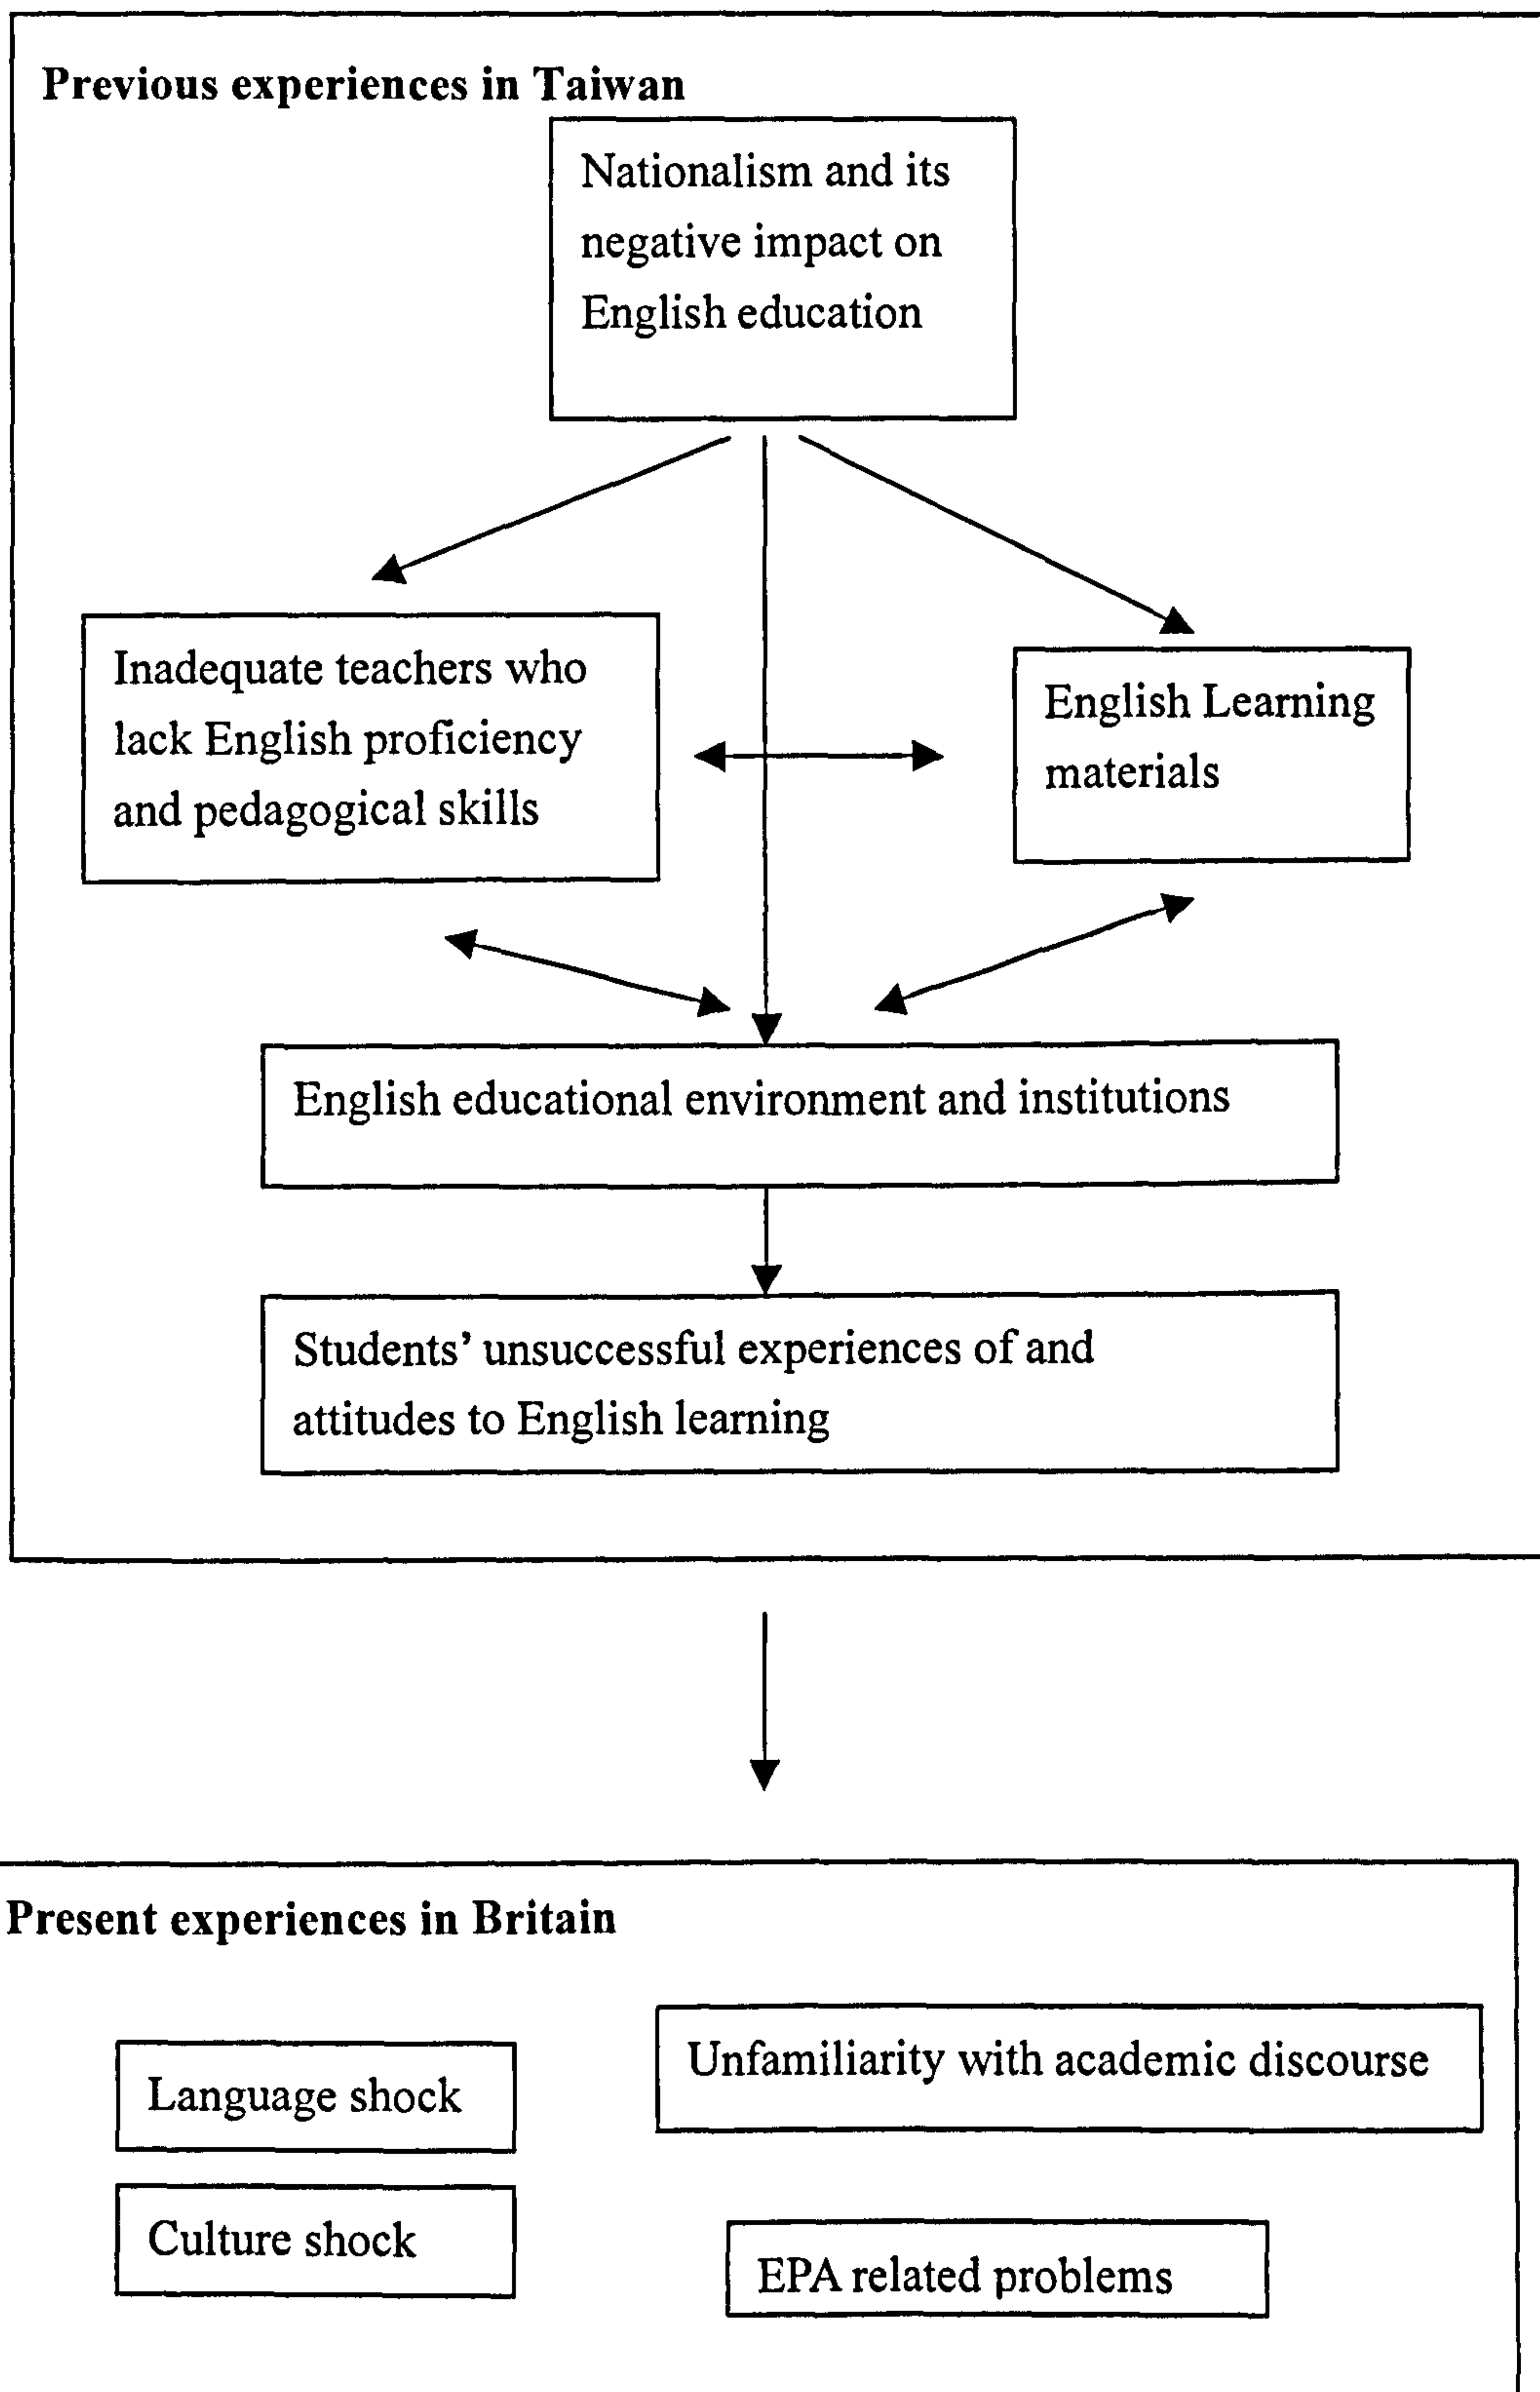 Previous experiences in Taiwan
Nationalism and its
negative impact on
English education
Inadequate teachers who
lack English proficiency
and pedagogical skills
English Learning
materials
English educational environment and institutions
Students’ unsuccessful experiences of and
attitudes to English learning
Present experiences in Britain
Language shock
Unfamiliarity with academic discourse
Culture shock
EPA related problems